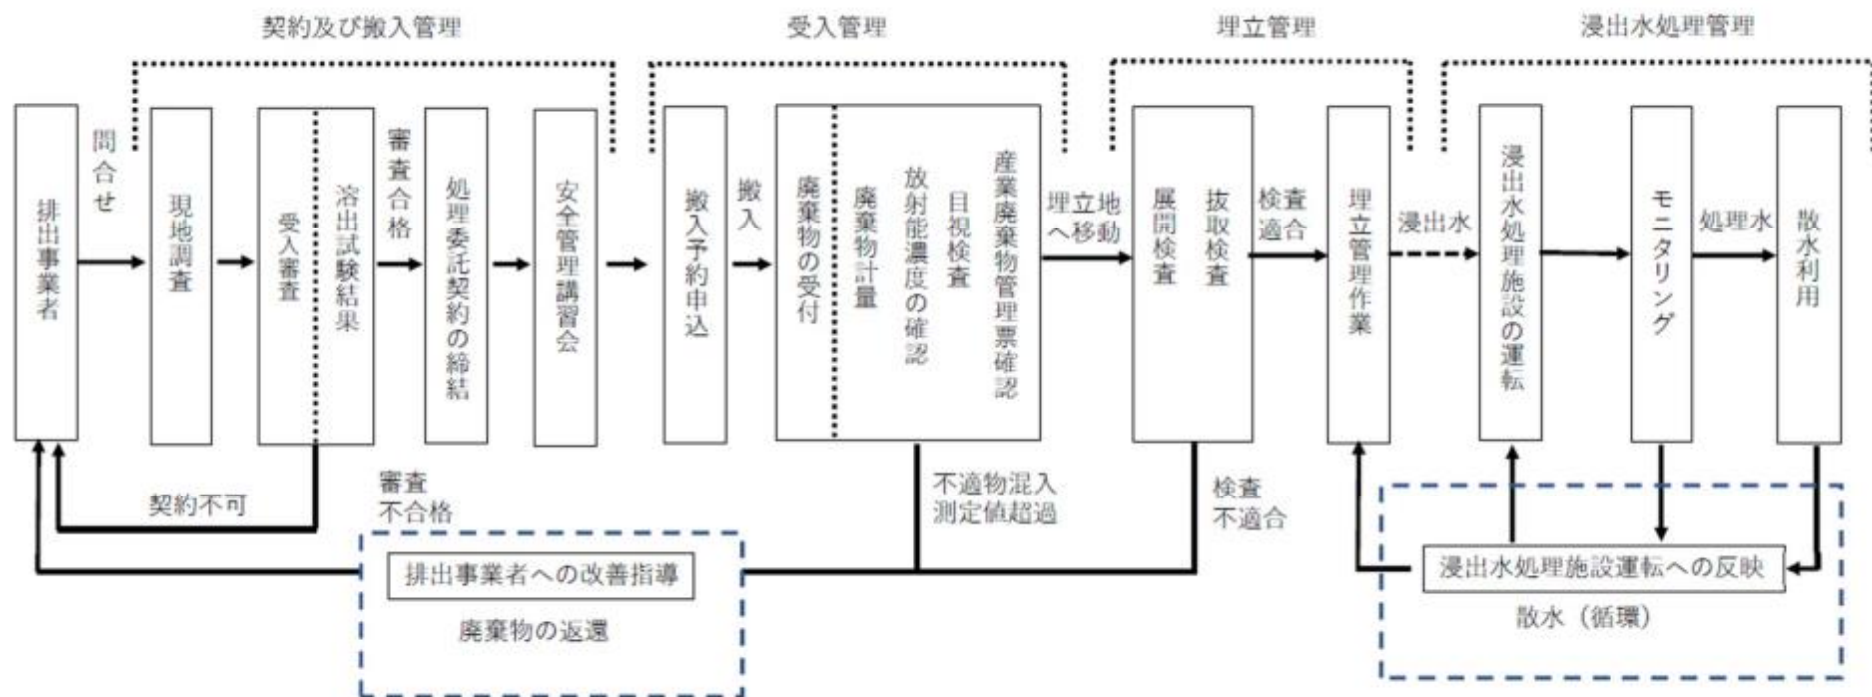 契約及び搬入管理
受入管理
埋立管理
浸出水処理管理
排出事業者
問合せ
現地調査
受入審査
溶出試験結果
審査合格
処理委託契約の締結
安全管理講習会
搬入予約申込
搬入
廃棄物の受付
廃棄物計量
放射能濃度の確認
目視検査
産業廃棄物管理票確認
埋立地
へ移動
展開検査
抜取検査
検査
適合
埋立管理作業
浸出水
浸出水処理施設の運転
モニタリング
処理水
散水利用
契約不可
審査
不合格
不適物混入
測定値超過
検査
不適合
排出事業者への改善指導
廃棄物の返還
浸出水処理施設運転への反映
散水（循環）